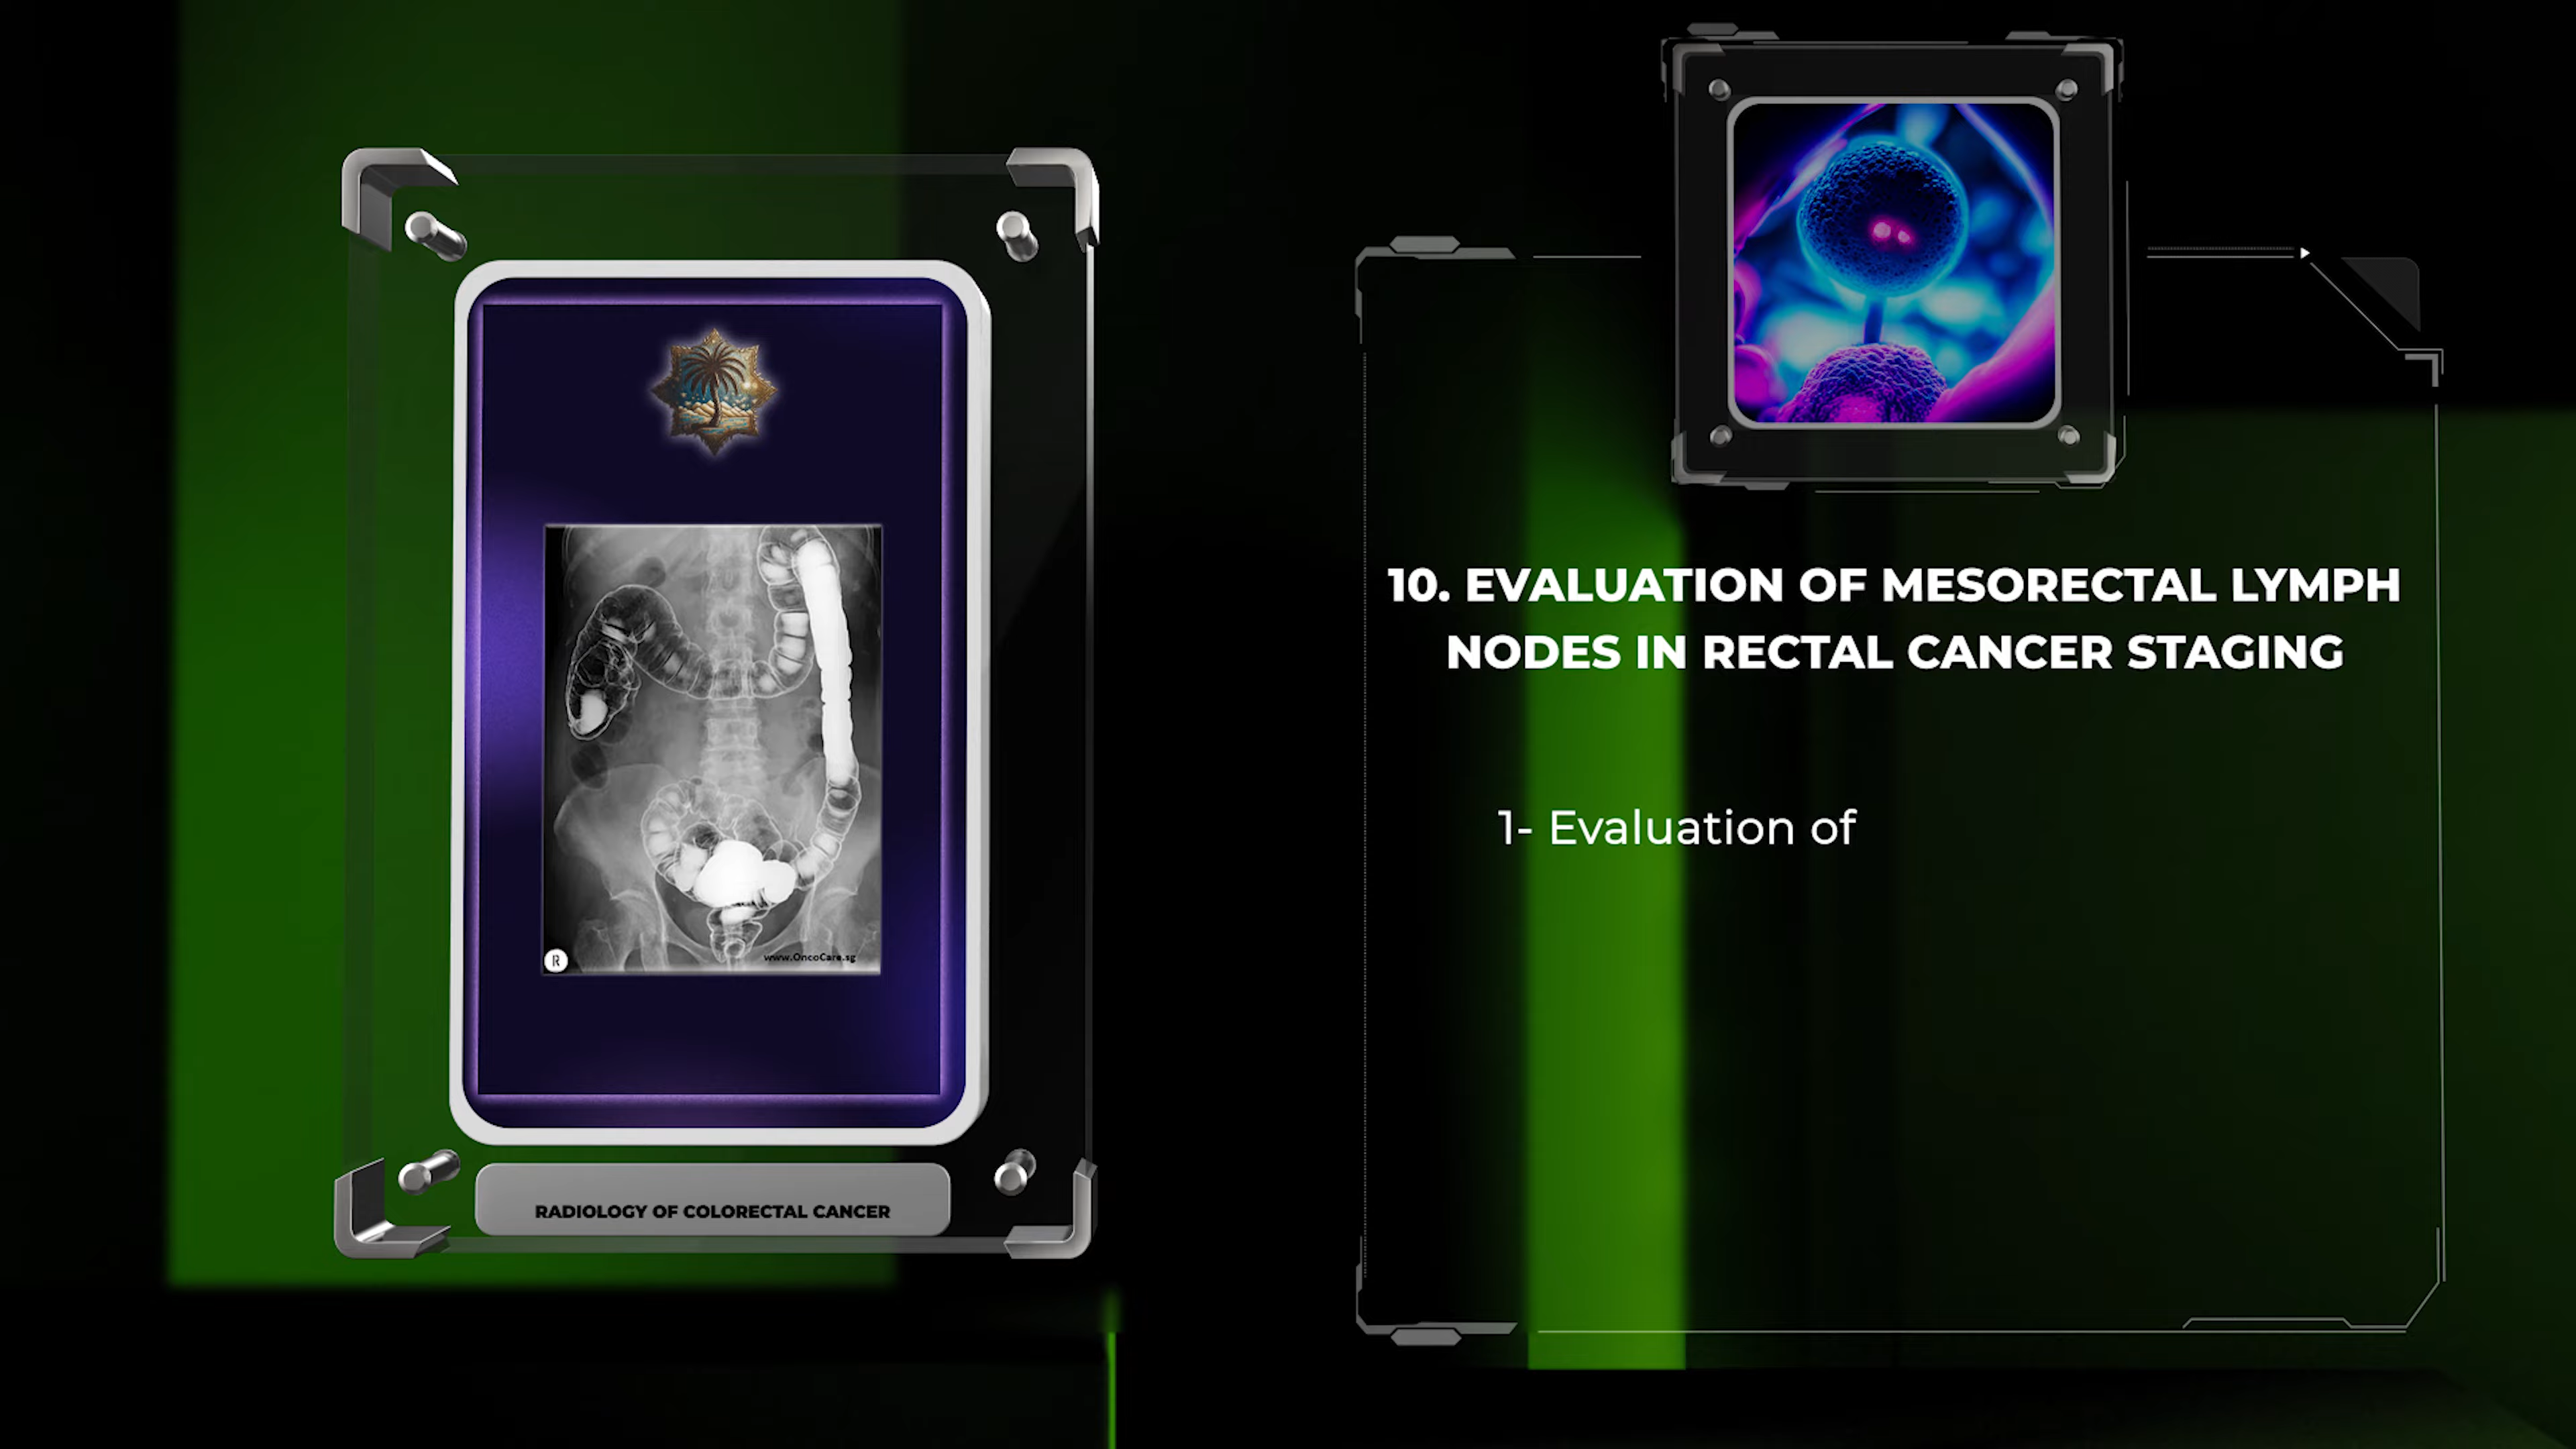 R
www.OncoCare.sg
RADIOLOGY OF COLORECTAL CANCER
10. EVALUATION OF MESORECTAL LYMPH
NODES IN RECTAL CANCER STAGING
1- Evaluation of